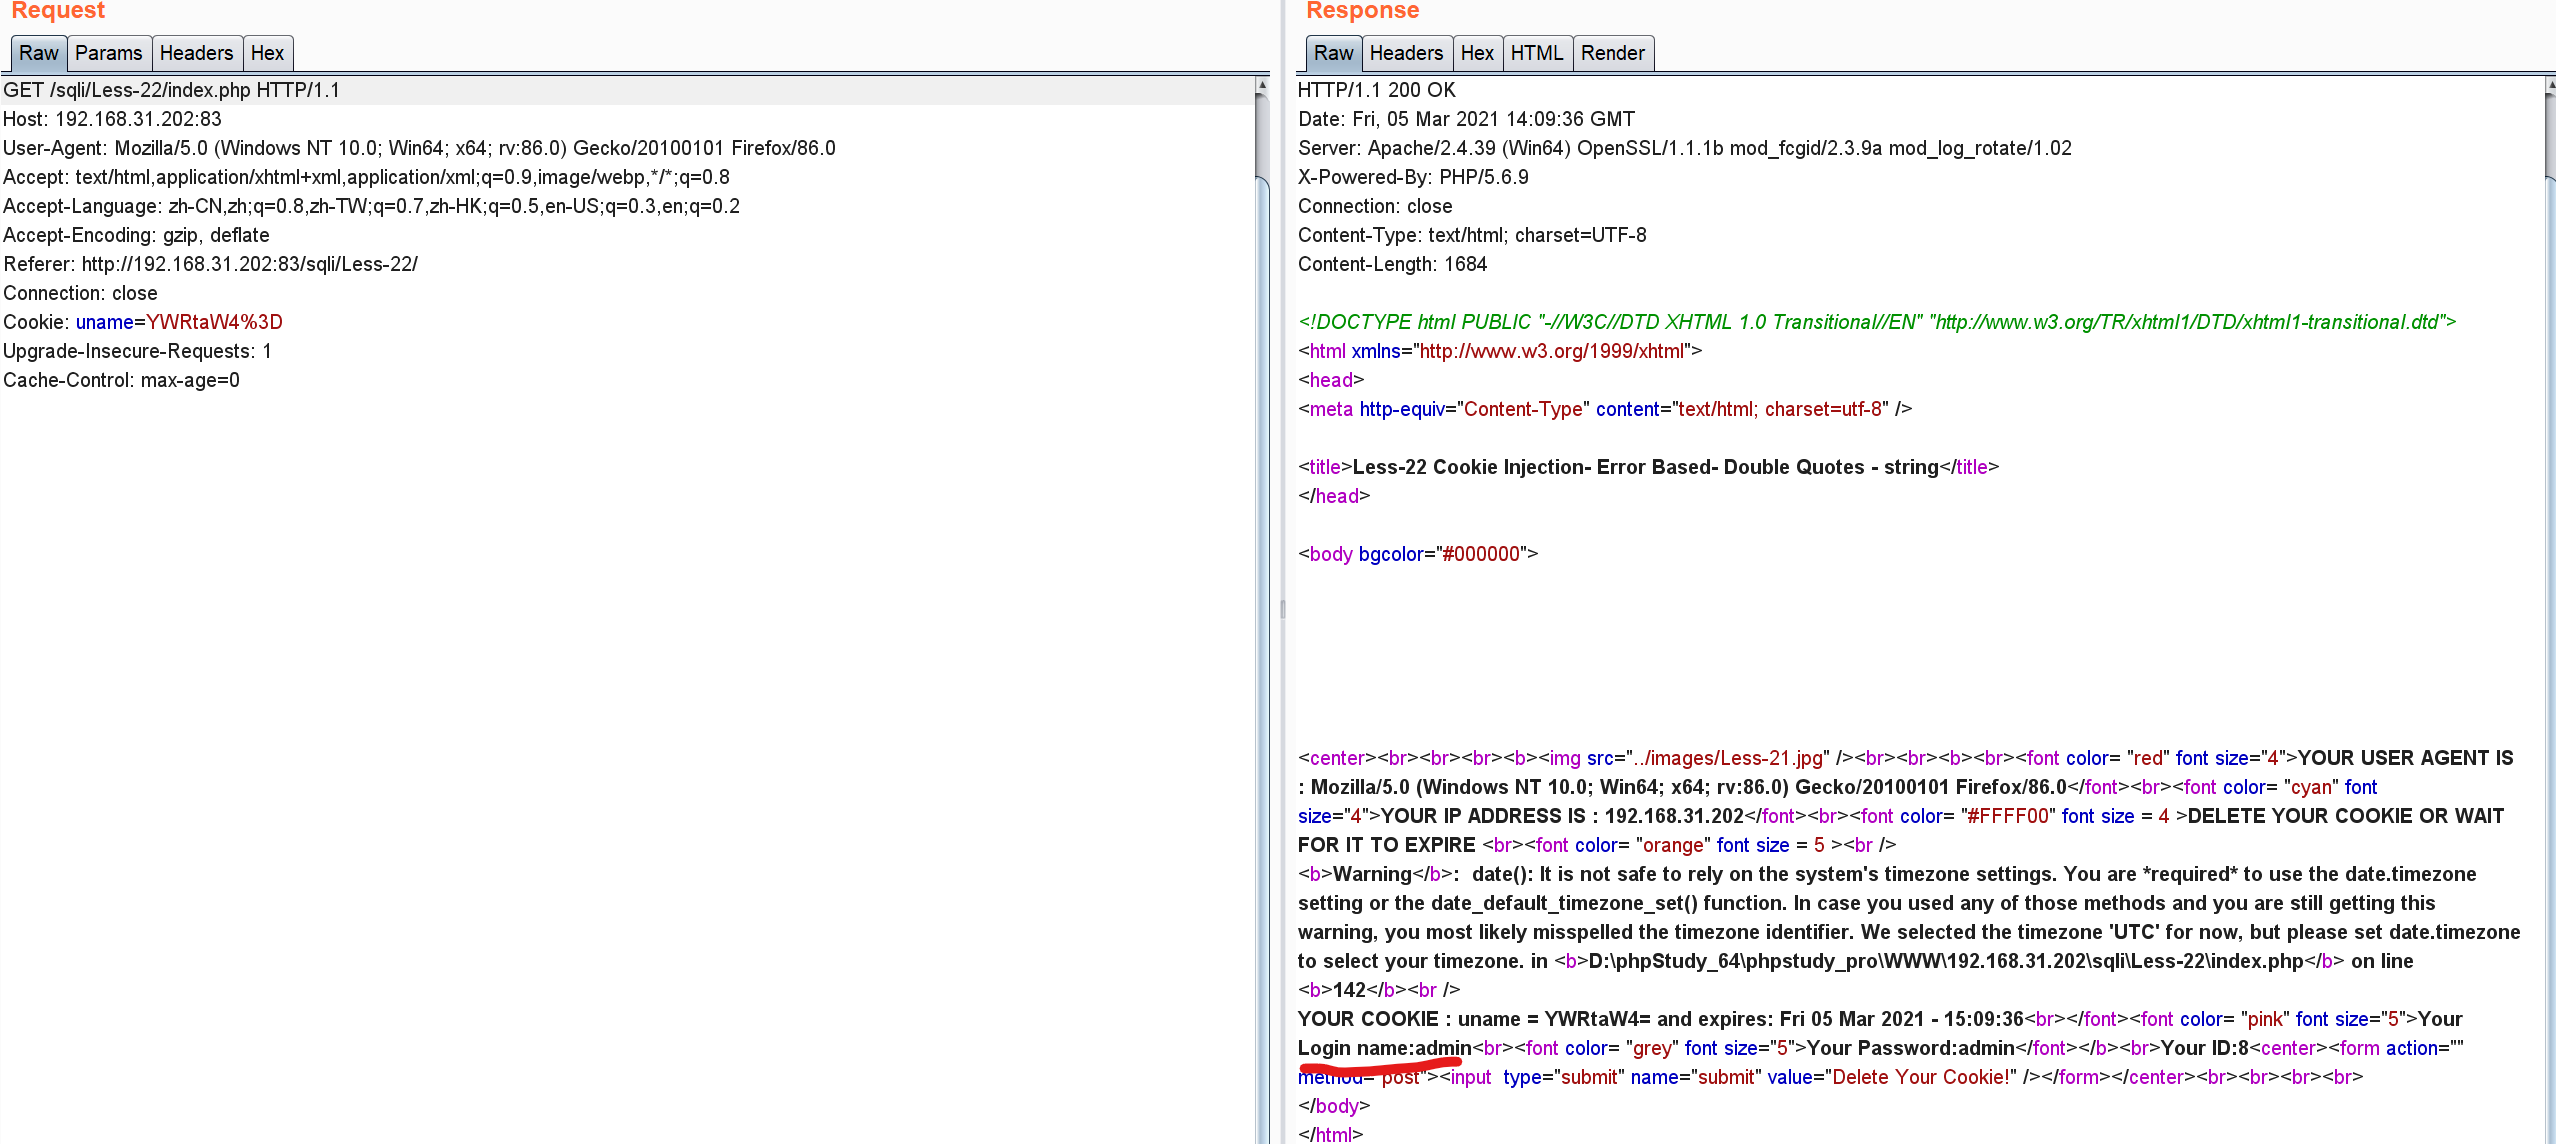 Request
Raw Params Headers Hex
GET /sqli/Less-22/index.php HTTP/1.1
Host: 192.168.31.202:83
User-Agent: Mozilla/5.0 (Windows NT 10.0; Win64; x64; rv:86.0) Gecko/20100101 Firefox/86.0
Accept: text/html,application/xhtml+xml,application/xml;q=0.9,image/webp,*/*;q=0.8
Accept-Language: zh-CN,zh;q=0.8,zh-TW;q=0.7,zh-HK;q=0.5,en-US;q=0.3,en;q=0.2
Accept-Encoding: gzip, deflate
Referer: http://192.168.31.202:83/sqli/Less-22/
Connection: close
Cookie: uname=YWRtaW4%3D
Upgrade-Insecure-Requests: 1
Cache-Control: max-age=0
Response
Raw Headers Hex HTML Render
HTTP/1.1 200 OK
Date: Fri, 05 Mar 2021 14:09:36 GMT
Server: Apache/2.4.39 (Win64) OpenSSL/1.1.1b mod_fcgid/2.3.9a mod_log_rotate/1.02
X-Powered-By: PHP/5.6.9
Connection: close
Content-Type: text/html; charset=UTF-8
Content-Length: 1684
<!DOCTYPE html PUBLIC "-//W3C//DTD XHTML 1.0 Transitional//EN" "http://www.w3.org/TR/xhtml1/DTD/xhtml1-transitional.dtd">
<html xmlns="http://www.w3.org/1999/xhtml">
<head>
<meta http-equiv="Content-Type" content="text/html; charset=utf-8" />
<title>Less-22 Cookie Injection- Error Based- Double Quotes - string</title>
</head>
<body bgcolor="#000000">
<center><br><br><br><b><img src="../images/Less-21.jpg" /><br><br><b><br><font color= "red" font size="4">YOUR USER AGENT IS
: Mozilla/5.0 (Windows NT 10.0; Win64; x64; rv:86.0) Gecko/20100101 Firefox/86.0</font><br><font color= "cyan" font
size="4">YOUR IP ADDRESS IS : 192.168.31.202</font><br><font color= "#FFFF00" font size = 4 >DELETE YOUR COOKIE OR WAIT
FOR IT TO EXPIRE <br><font color= "orange" font size = 5 ><br />
<b>Warning</b>:  date(): It is not safe to rely on the system's timezone settings. You are *required* to use the date.timezone
setting or the date_default_timezone_set() function. In case you used any of those methods and you are still getting this
warning, you most likely misspelled the timezone identifier. We selected the timezone 'UTC' for now, but please set date.timezone
to select your timezone. in <b>D:\phpStudy_64\phpstudy_pro\WWW\192.168.31.202\sqli\Less-22\index.php</b> on line
<b>142</b><br />
YOUR COOKIE : uname = YWRtaW4= and expires: Fri 05 Mar 2021 - 15:09:36<br></font><font color= "pink" font size="5">Your
Login name:admin<br><font color= "grey" font size="5">Your Password:admin</font></b><br>Your ID:8<center><form action=""
method="post"><input  type="submit" name="submit" value="Delete Your Cookie!" /></form></center><br><br><br><br>
</body>
</html>